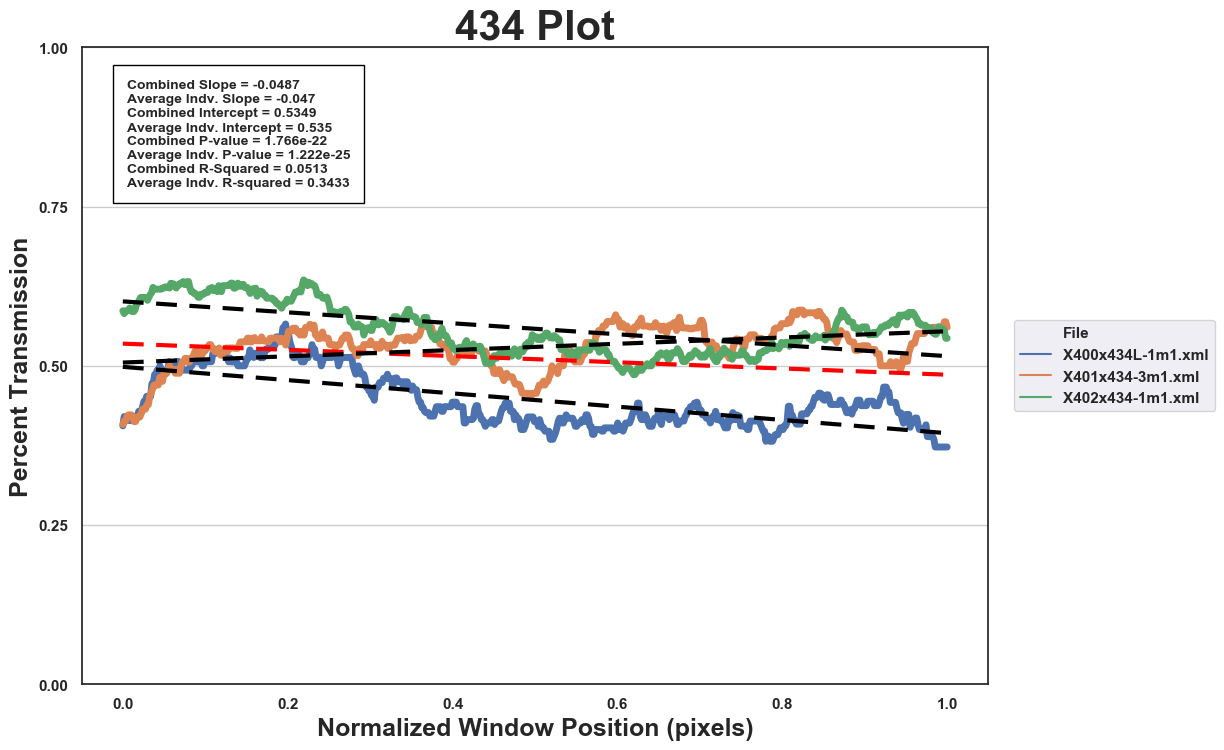 434 Plot
1.00
Combined Slope = -0.0487
Average Indv. Slope = -0.047
Combined Intercept = 0.5349
Average Indv. Intercept = 0.535
Combined P-value = 1.766e-22
Average Indv. P-value = 1.222e-25
Combined R-Squared = 0.0513
Average Indv. R-squared = 0.3433
0.75
0.50
0.25
0.00
Percent Transmission
0.0 0.2 0.4 0.6 0.8 1.0
Normalized Window Position (pixels)
File
X400x434L-1m1.xml
X401x434-3m1.xml
X402x434-1m1.xml